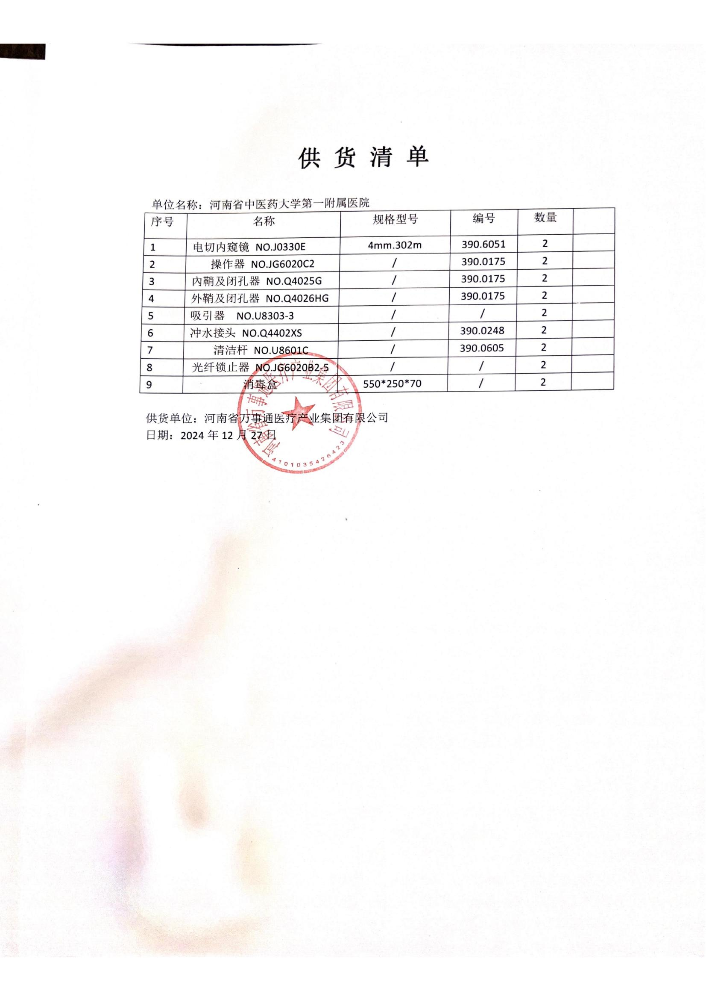 供货清单
单位名称：河南省中医药大学第一附属医院
序号 名称 规格型号 编号 数量
1 电切内窥镜 NO.J0330E 4mm.302m 390.6051 2
2 操作器 NO.JG6020C2 / 390.0175 2
3 內鞘及闭孔器 NO.Q4025G / 390.0175 2
4 外鞘及闭孔器 NO.Q4026HG / 390.0175 2
5 吸引器 NO.U8303-3 / / 2
6 冲水接头 NO.Q4402XS / 390.0248 2
7 清洁杆 NO.U8601C / 390.0605 2
8 光纤锁止器 NO.JG6020B2-5 / / 2
9 消毒盒 550*250*70 / 2
供货单位：河南省万事通医疗产业集团有限公司
日期：2024 年 12 月 27 日
河南省万事通医疗产业集团有限公司
4101035426423